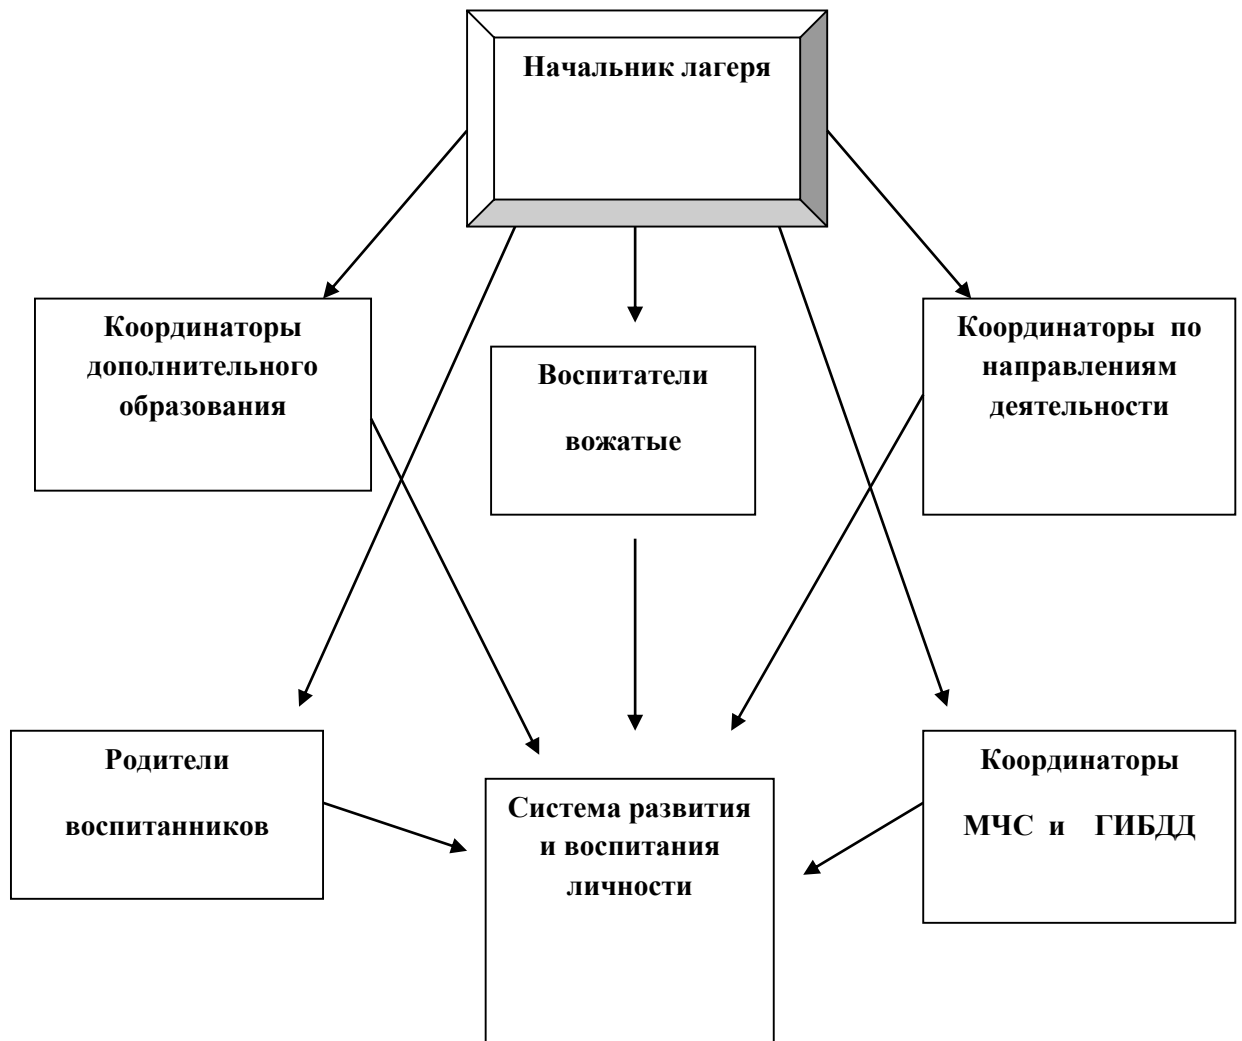 Начальник лагеря
Координаторы
дополнительного
образования
Воспитатели
вожатые
Координаторы по
направлениям
деятельности
Родители
воспитанников
Система развития
и воспитания
личности
Координаторы
МЧС и ГИБДД